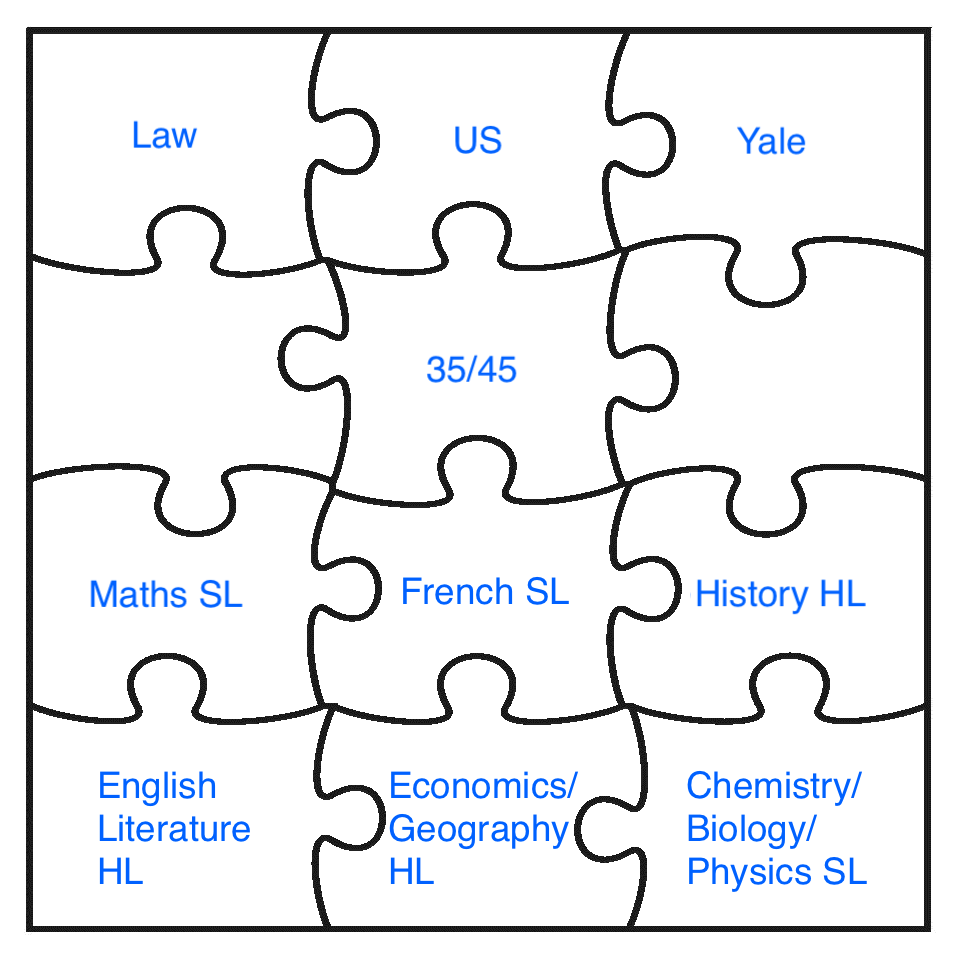 Law
US
Yale
35/45
Maths SL
French SL
History HL
English
Literature
HL
Economics/
Geography
HL
Chemistry/
Biology/
Physics SL